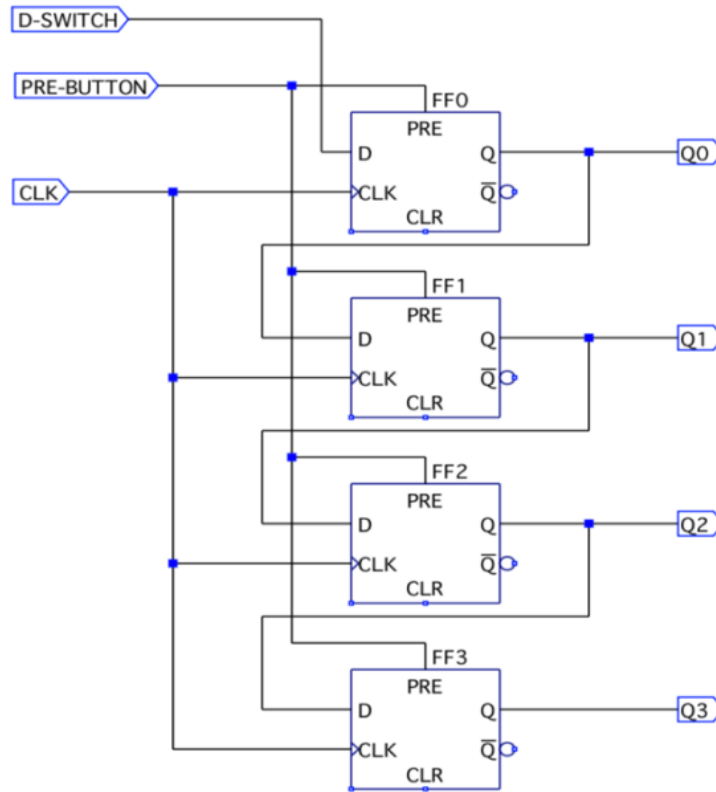 D-SWITCH
PRE-BUTTON
FF0
PRE
D Q Q0
CLK CLK Q̅
CLR
FF1
PRE
D Q Q1
CLK Q̅
CLR
FF2
PRE
D Q Q2
CLK Q̅
CLR
FF3
PRE
D Q Q3
CLK Q̅
CLR